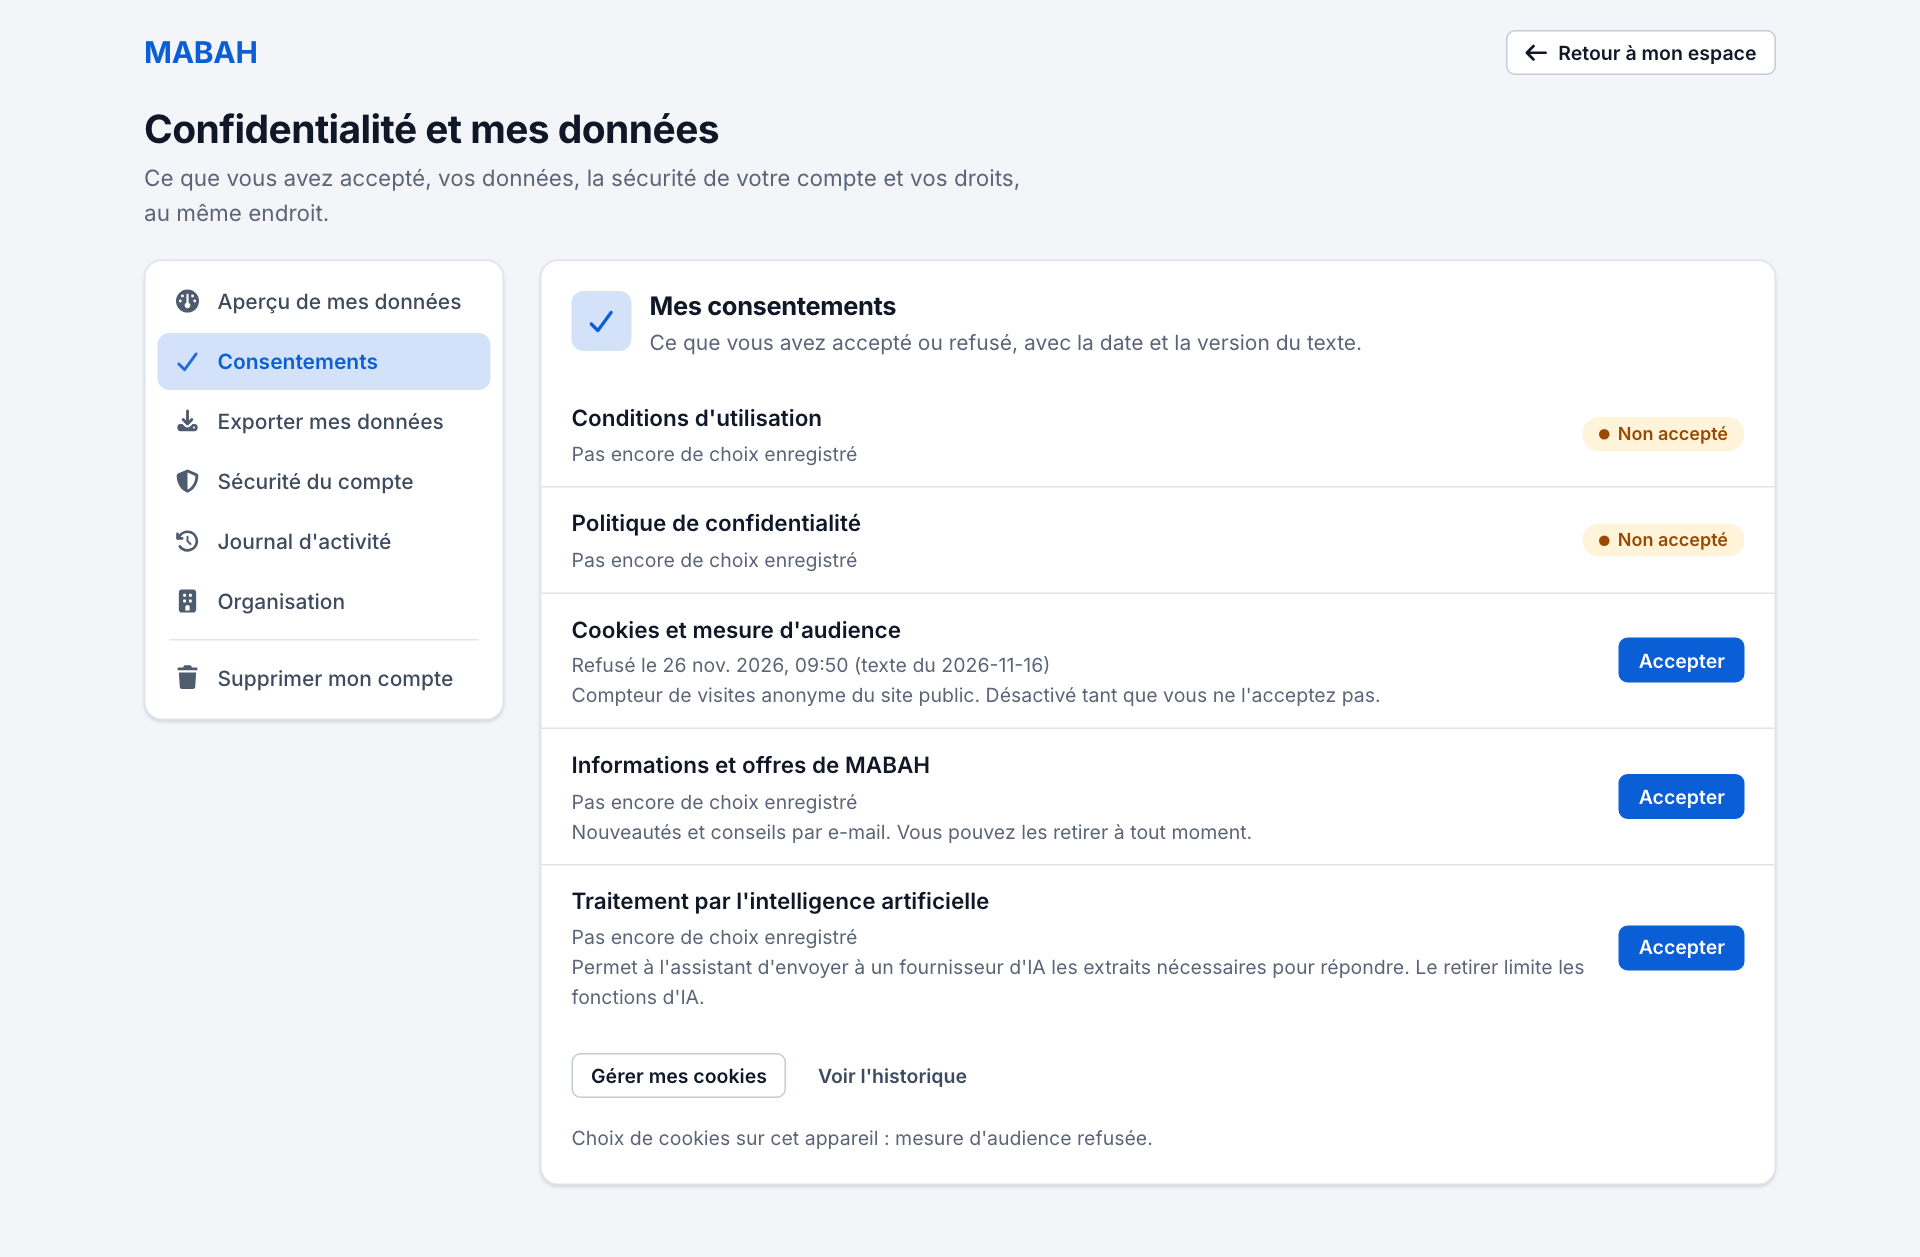 MABAH
Retour à mon espace
Confidentialité et mes données
Ce que vous avez accepté, vos données, la sécurité de votre compte et vos droits,
au même endroit.
Aperçu de mes données
Consentements
Exporter mes données
Sécurité du compte
Journal d'activité
Organisation
Supprimer mon compte
Mes consentements
Ce que vous avez accepté ou refusé, avec la date et la version du texte.
Conditions d'utilisation
Pas encore de choix enregistré
Non accepté
Politique de confidentialité
Pas encore de choix enregistré
Non accepté
Cookies et mesure d'audience
Refusé le 26 nov. 2026, 09:50 (texte du 2026-11-16)
Compteur de visites anonyme du site public. Désactivé tant que vous ne l'acceptez pas.
Accepter
Informations et offres de MABAH
Pas encore de choix enregistré
Nouveautés et conseils par e-mail. Vous pouvez les retirer à tout moment.
Accepter
Traitement par l'intelligence artificielle
Pas encore de choix enregistré
Permet à l'assistant d'envoyer à un fournisseur d'IA les extraits nécessaires pour répondre. Le retirer limite les
fonctions d'IA.
Accepter
Gérer mes cookies
Voir l'historique
Choix de cookies sur cet appareil : mesure d'audience refusée.